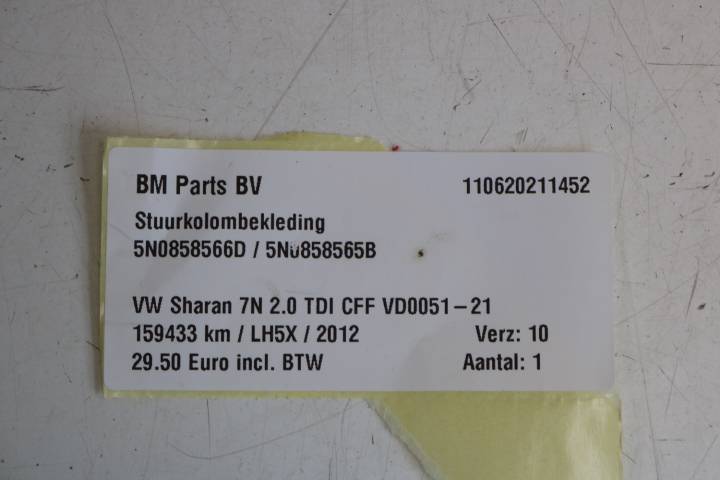 BM Parts BV 110620211452
Stuurkolombekleding
5N0858566D / 5N0858565B
VW Sharan 7N 2.0 TDI CFF VD0051-21
159433 km / LH5X / 2012 Verz: 10
29.50 Euro incl. BTW Aantal: 1